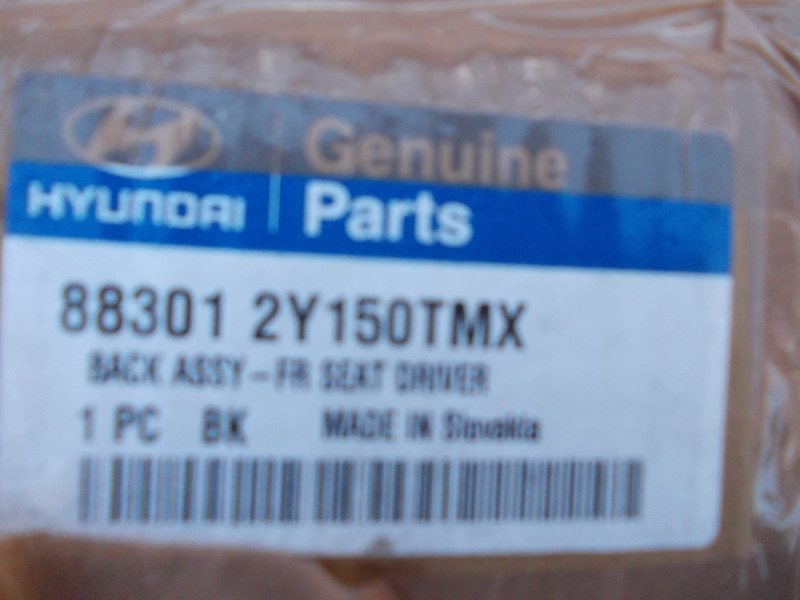 Genuine
HYUNDAI Parts
88301 2Y150TMX
BACK ASSY-FR SEAT DRIVER
1 PC BK MADE IN Slovakia